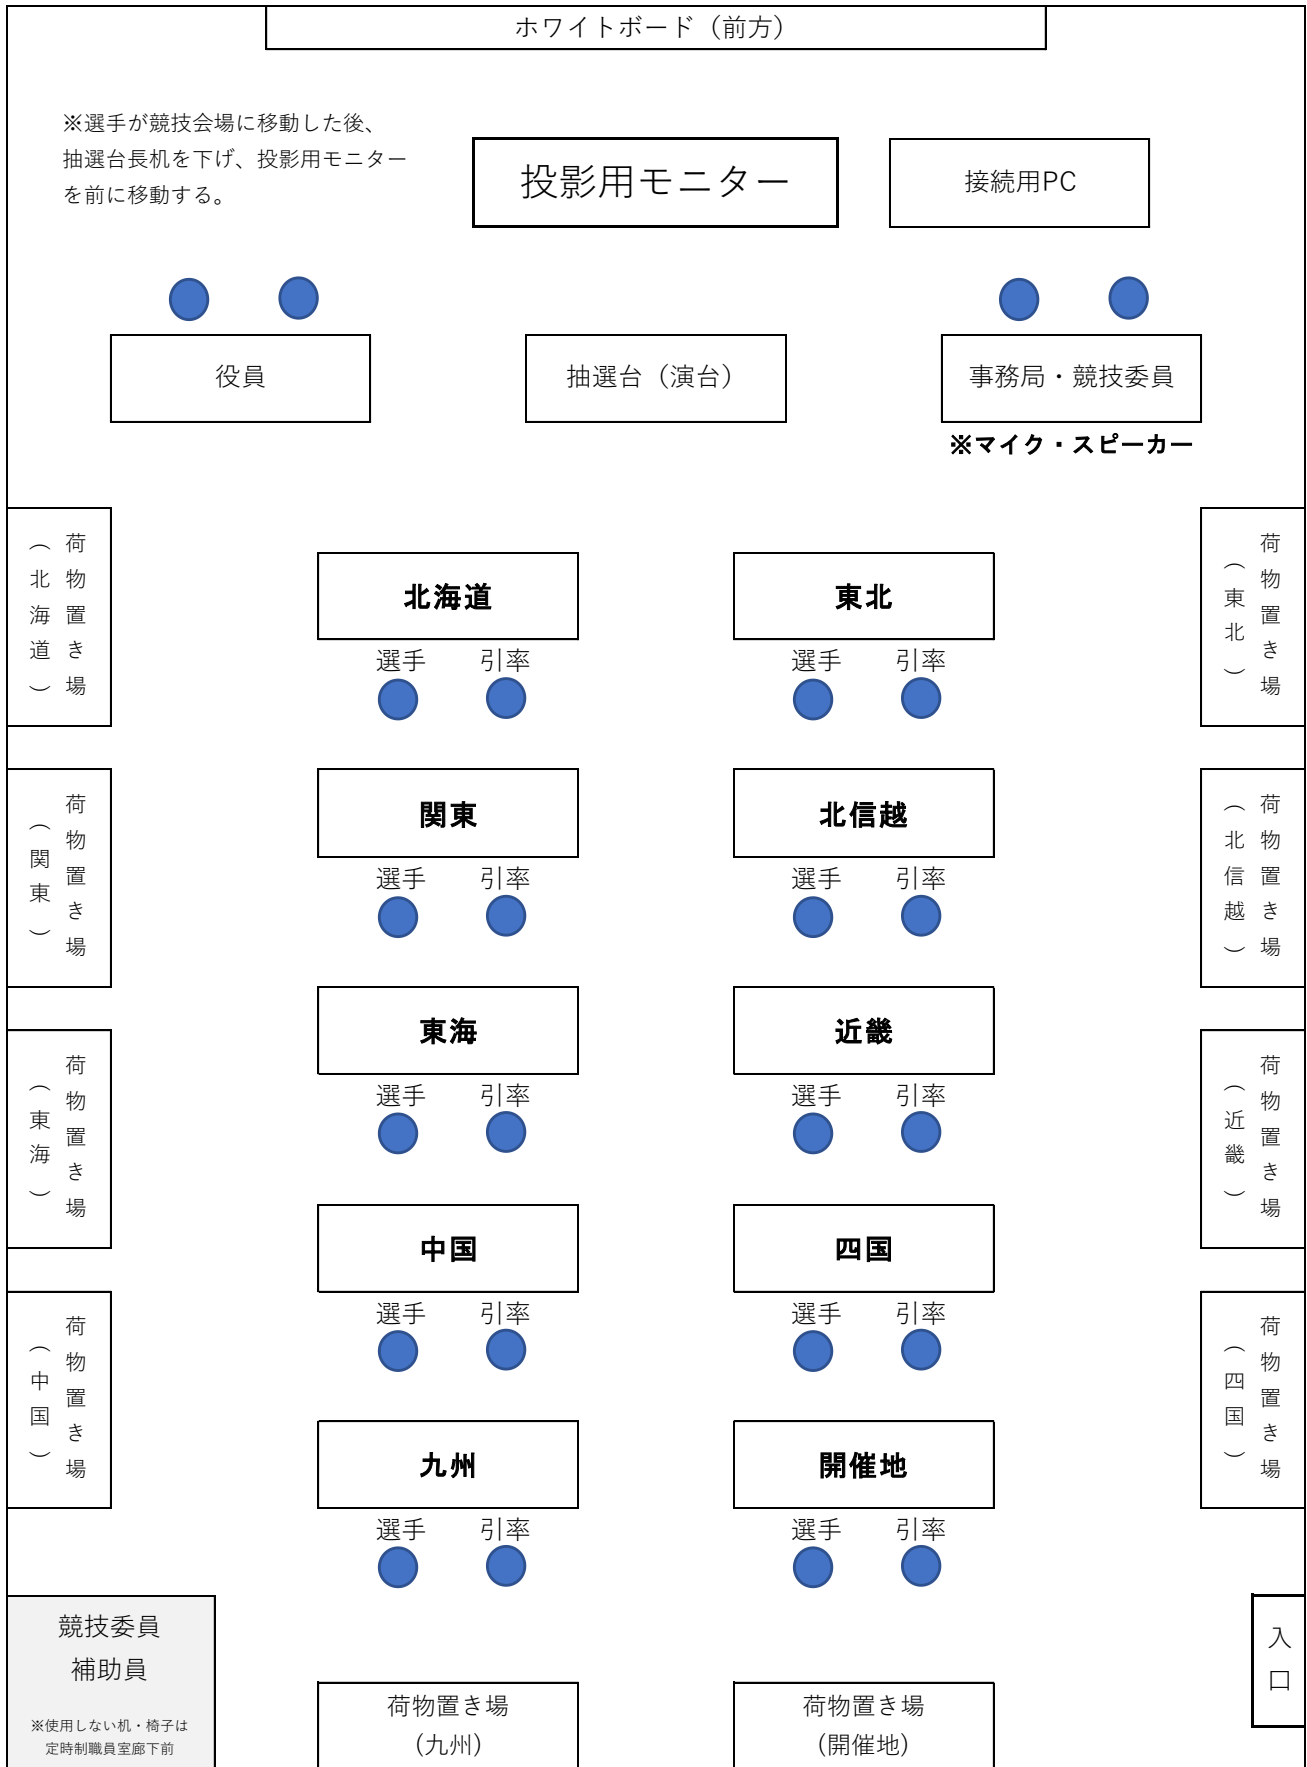 ホワイトボード（前方）
※選手が競技会場に移動した後、
抽選台長机を下げ、投影用モニター
を前に移動する。
投影用モニター
接続用PC
役員
抽選台（演台）
事務局・競技委員
※マイク・スピーカー
荷物置き場
（北海道）
北海道
選手 引率
東北
選手 引率
荷物置き場
（東北）
荷物置き場
（関東）
関東
選手 引率
北信越
選手 引率
荷物置き場
（北信越）
荷物置き場
（東海）
東海
選手 引率
近畿
選手 引率
荷物置き場
（近畿）
荷物置き場
（中国）
中国
選手 引率
四国
選手 引率
荷物置き場
（四国）
九州
選手 引率
開催地
選手 引率
競技委員
補助員
※使用しない机・椅子は
定時制職員室廊下前
荷物置き場
（九州）
荷物置き場
（開催地）
入口